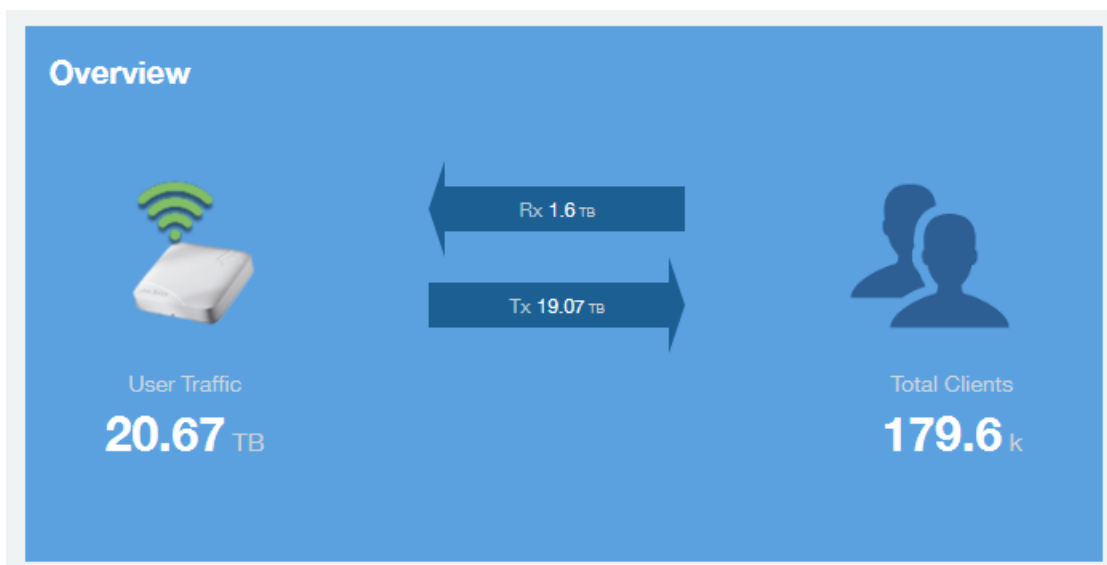 Overview
Rx 1.6 TB
Tx 19.07 TB
User Traffic
20.67 TB
Total Clients
179.6 k